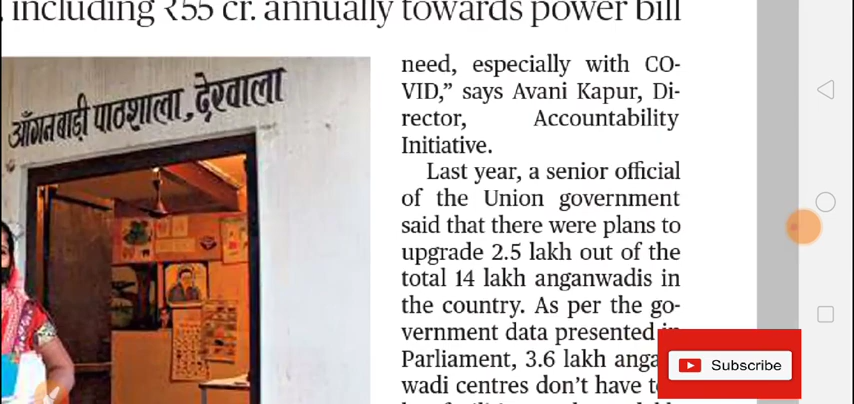 , including ₹55 cr. annually towards power bill
आँगनबाड़ी पाठशाला, देखाला
need, especially with CO-
VID,” says Avani Kapur, Di-
rector, Accountability
Initiative.
Last year, a senior official
of the Union government
said that there were plans to
upgrade 2.5 lakh out of the
total 14 lakh anganwadis in
the country. As per the go-
vernment data presented in
Parliament, 3.6 lakh anga
wadi centres don’t have
Subscribe